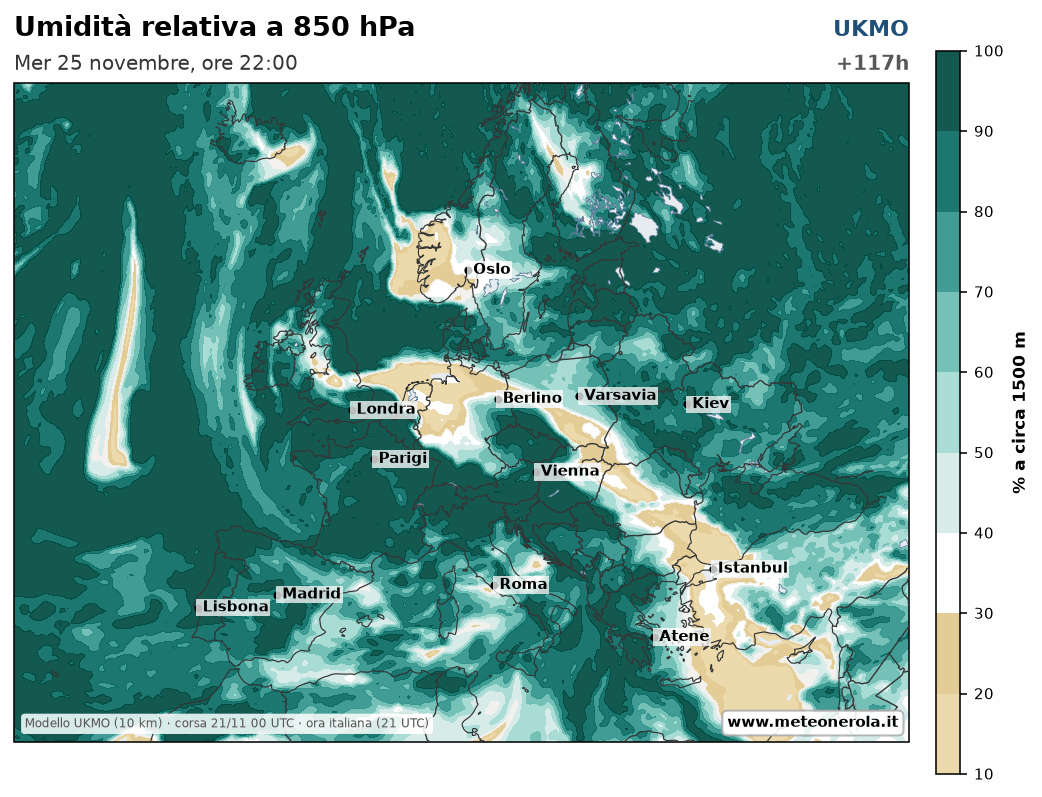 Umidità relativa a 850 hPa
UKMO
Mer 25 novembre, ore 22:00
+117h
100
90
80
70
60
50
40
30
20
10
% a circa 1500 m
Oslo
Londra
Berlino
Varsavia
Kiev
Parigi
Vienna
Istanbul
Roma
Madrid
Lisbona
Atene
Modello UKMO (10 km) · corsa 21/11 00 UTC · ora italiana (21 UTC)
www.meteonerola.it